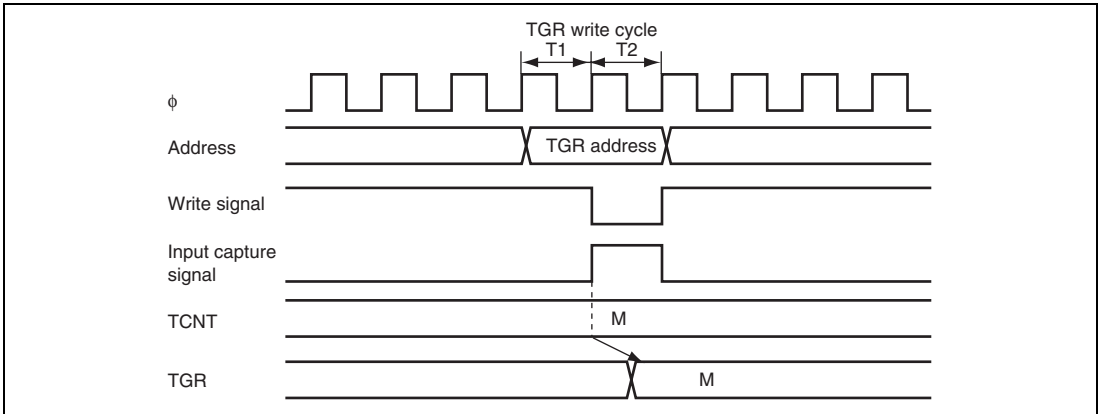 TGR write cycle
T1 T2
ϕ
Address
TGR address
Write signal
Input capture
signal
TCNT
M
TGR
M